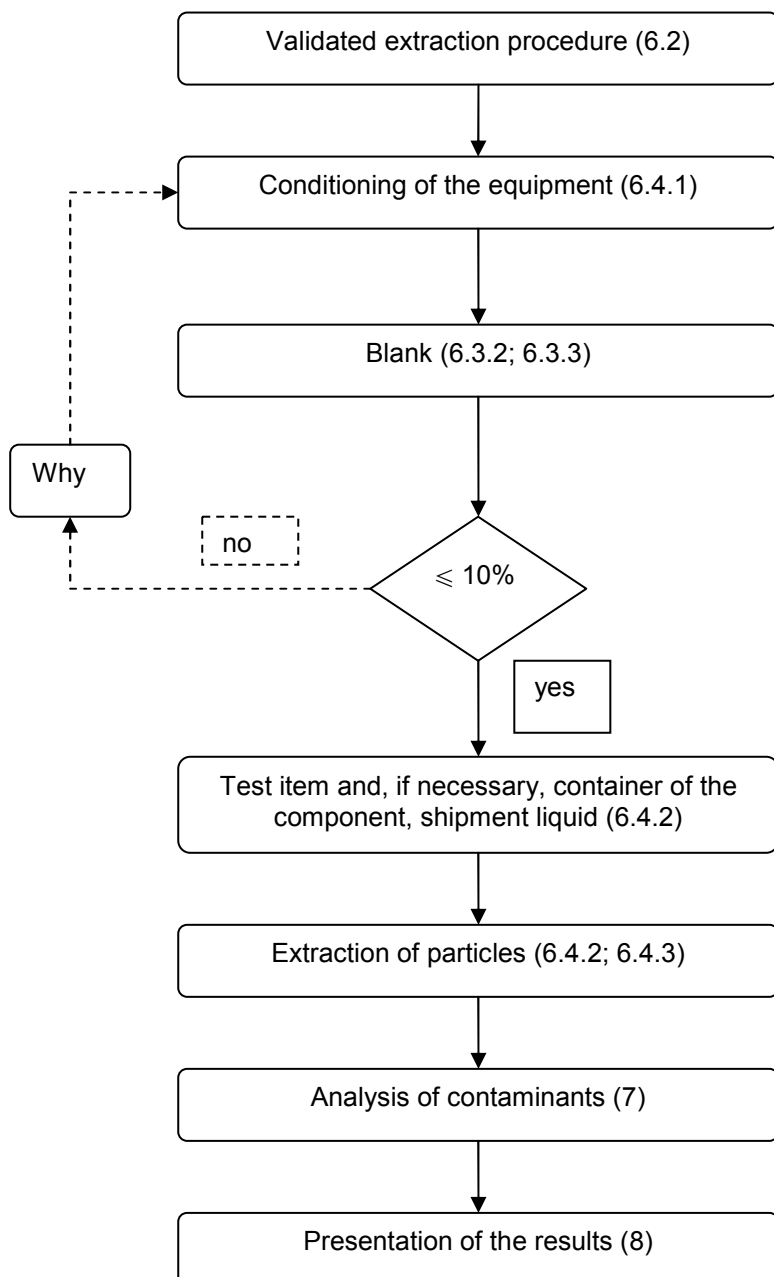 Validated extraction procedure (6.2)
Conditioning of the equipment (6.4.1)
Blank (6.3.2; 6.3.3)
Why
no
⩽ 10%
yes
Test item and, if necessary, container of the
component, shipment liquid (6.4.2)
Extraction of particles (6.4.2; 6.4.3)
Analysis of contaminants (7)
Presentation of the results (8)